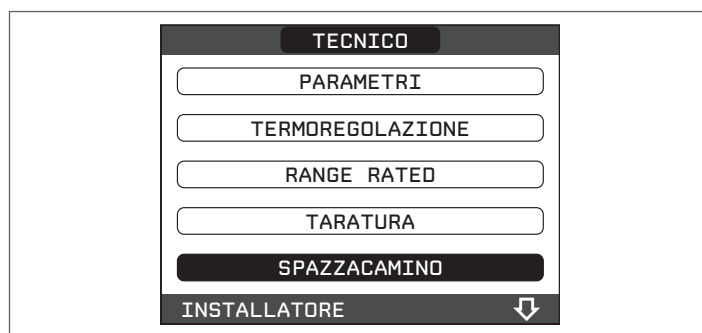 TECNICO
PARAMETRI
TERMOREGOLAZIONE
RANGE RATED
TARATURA
SPAZZACAMINO
INSTALLATORE